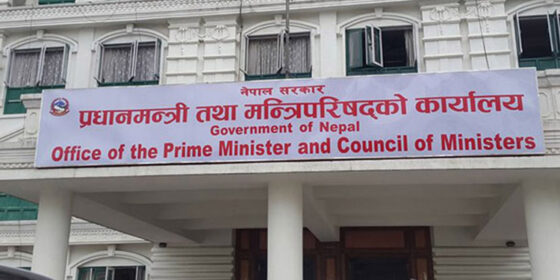 नेपाल सरकार
प्रधानमन्त्री तथा मन्त्रिपरिषद्को कार्यालय
Government of Nepal
Office of the Prime Minister and Council of Ministers